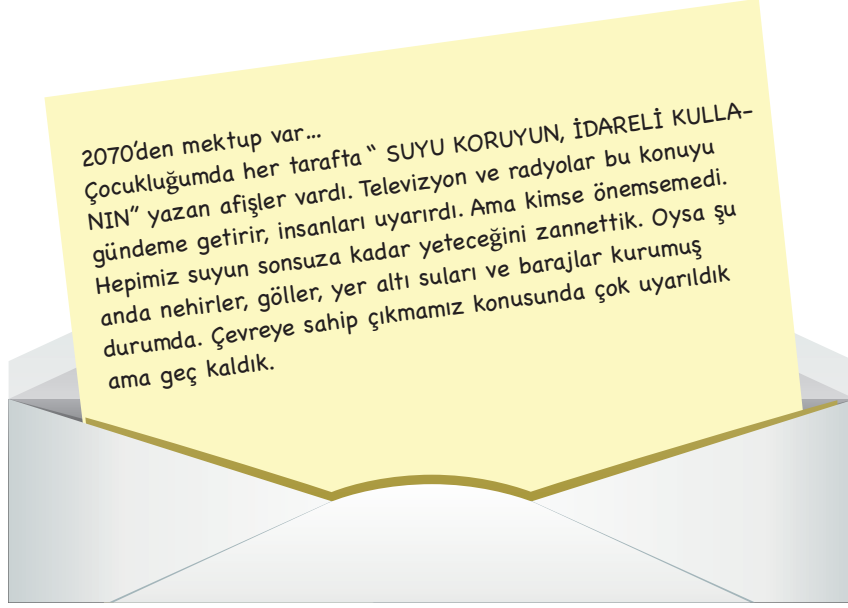 2070'den mektup var...
Çocukluğumda her tarafta “ SUYU KORUYUN, İDARELİ KULLA-
NIN” yazan afişler vardı. Televizyon ve radyolar bu konuyu
gündeme getirir, insanları uyarırdı. Ama kimse önemsemedi.
Hepimiz suyun sonsuza kadar yeteceğini zannettik. Oysa şu
anda nehirler, göller, yer altı suları ve barajlar kurumuş
durumda. Çevreye sahip çıkmamız konusunda çok uyarıldık
ama geç kaldık.